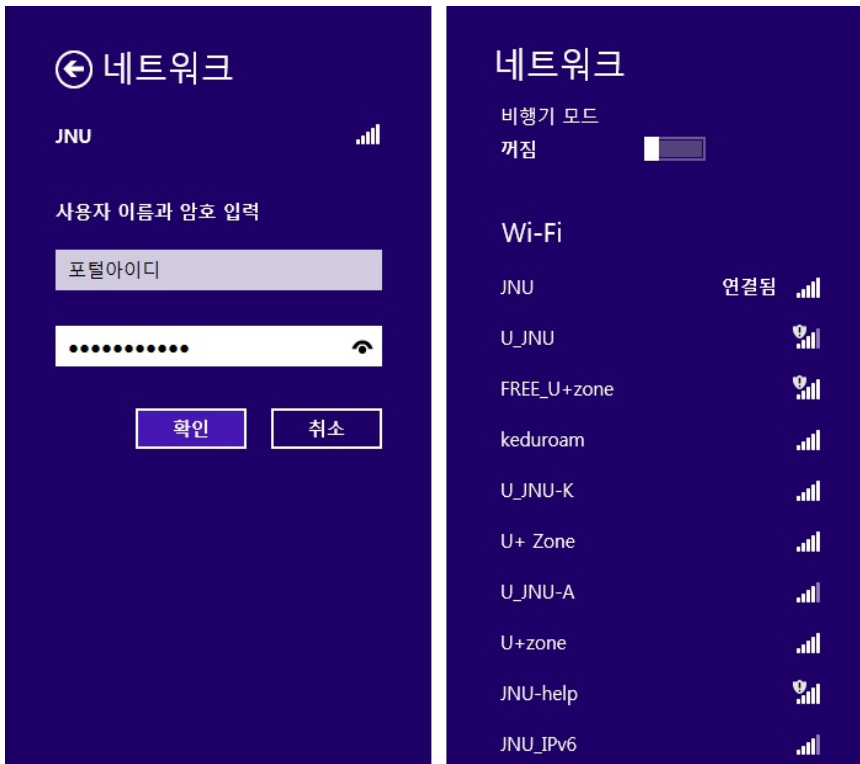 네트워크
JNU
사용자 이름과 암호 입력
포털아이디
●●●●●●●●●●●
확인 취소
네트워크
비행기 모드
꺼짐
Wi-Fi
JNU 연결됨
U_JNU
FREE_U+zone
keduroam
U_JNU-K
U+ Zone
U_JNU-A
U+zone
JNU-help
JNU_IPv6